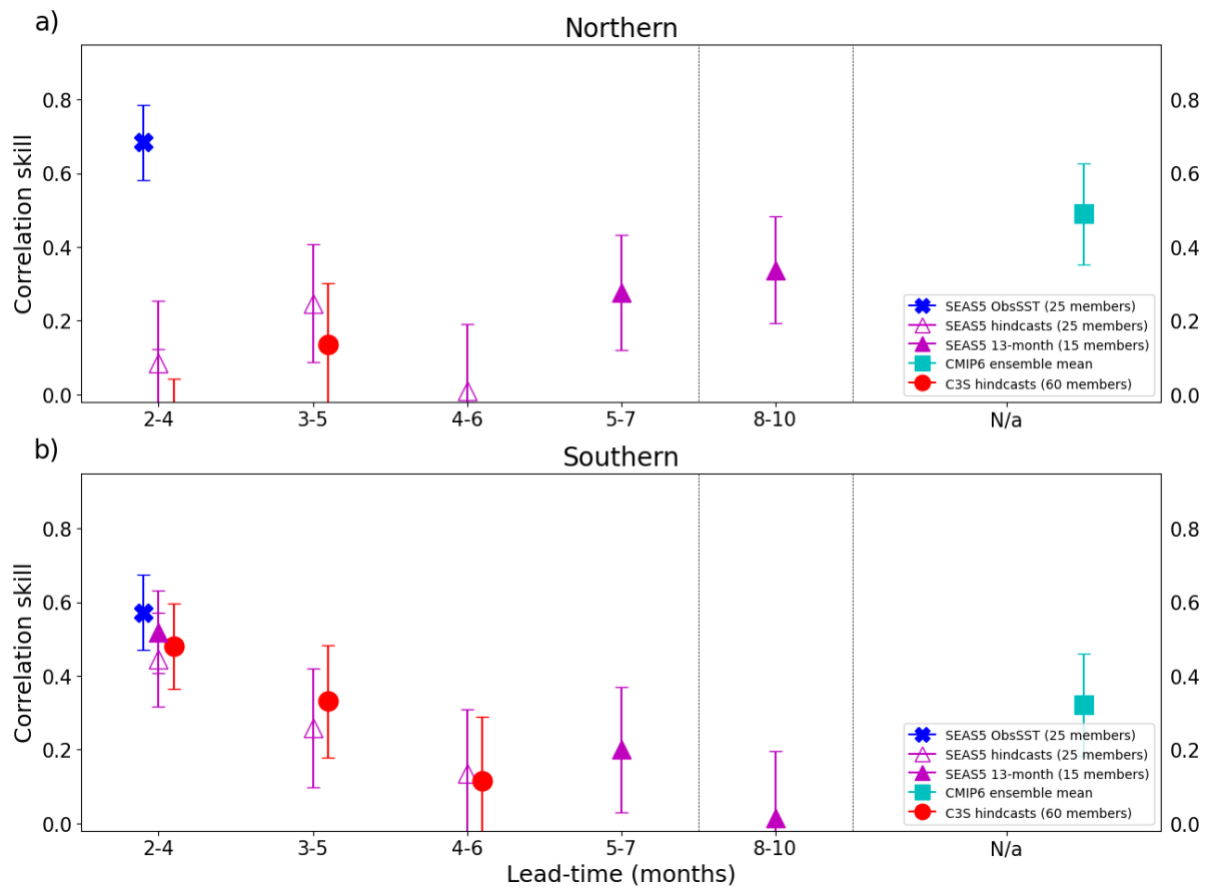 a)
Northern
Correlation skill
0.8
0.6
0.4
0.2
0.0
0.8
0.6
0.4
0.2
0.0
SEAS5 ObsSST (25 members)
SEAS5 hindcasts (25 members)
SEAS5 13-month (15 members)
CMIP6 ensemble mean
C3S hindcasts (60 members)
2-4 3-5 4-6 5-7 8-10 N/a
b)
Southern
Correlation skill
0.8
0.6
0.4
0.2
0.0
0.8
0.6
0.4
0.2
0.0
SEAS5 ObsSST (25 members)
SEAS5 hindcasts (25 members)
SEAS5 13-month (15 members)
CMIP6 ensemble mean
C3S hindcasts (60 members)
2-4 3-5 4-6 5-7 8-10 N/a
Lead-time (months)